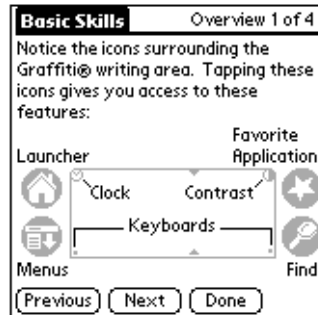 Basic Skills Overview 1 of 4
Notice the icons surrounding the
Graffiti® writing area. Tapping these
icons gives you access to these
features:
Favorite
Launcher Application
Clock Contrast
Keyboards
Menus Find
Previous Next Done